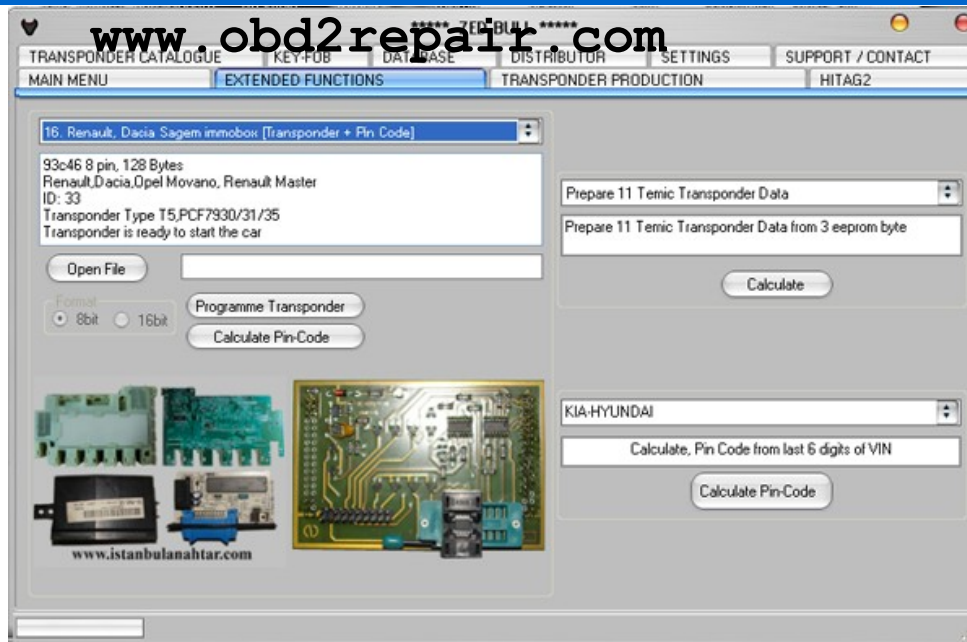 ***** ZED-BULL *****
www.obd2repair.com
TRANSPONDER CATALOGUE KEY-FOB DATABASE DISTRIBUTOR SETTINGS SUPPORT / CONTACT
MAIN MENU EXTENDED FUNCTIONS TRANSPONDER PRODUCTION HITAG2
16. Renault, Dacia Sagem immobox [Transponder + Pin Code]
93c46 8 pin, 128 Bytes
Renault,Dacia,Opel Movano, Renault Master
ID: 33
Transponder Type T5,PCF7930/31/35
Transponder is ready to start the car
Open File
Format
8bit 16bit
Programme Transponder
Calculate Pin-Code
www.istanbulanahtar.com
Prepare 11 Temic Transponder Data
Prepare 11 Temic Transponder Data from 3 eeprom byte
Calculate
KIA-HYUNDAI
Calculate, Pin Code from last 6 digits of VIN
Calculate Pin-Code